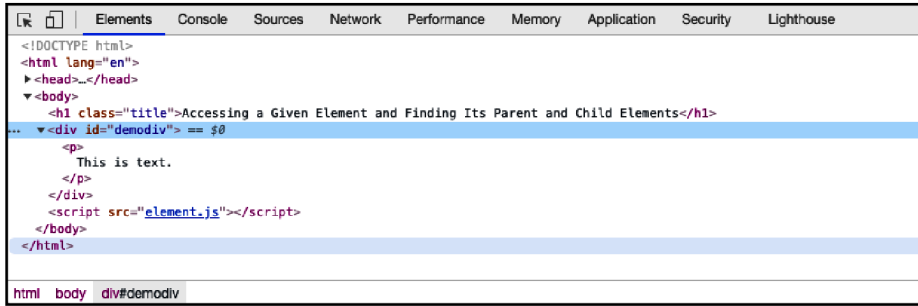 Elements Console Sources Network Performance Memory Application Security Lighthouse
<!DOCTYPE html>
<html lang="en">
▶<head>…</head>
▼<body>
<h1 class="title">Accessing a Given Element and Finding Its Parent and Child Elements</h1>
… ▼<div id="demodiv"> == $0
<p>
This is text.
</p>
</div>
<script src="element.js"></script>
</body>
</html>
html body div#demodiv